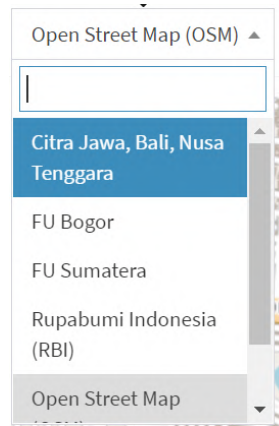 Open Street Map (OSM)
Citra Jawa, Bali, Nusa
Tenggara
FU Bogor
FU Sumatera
Rupabumi Indonesia
(RBI)
Open Street Map
(OSM)